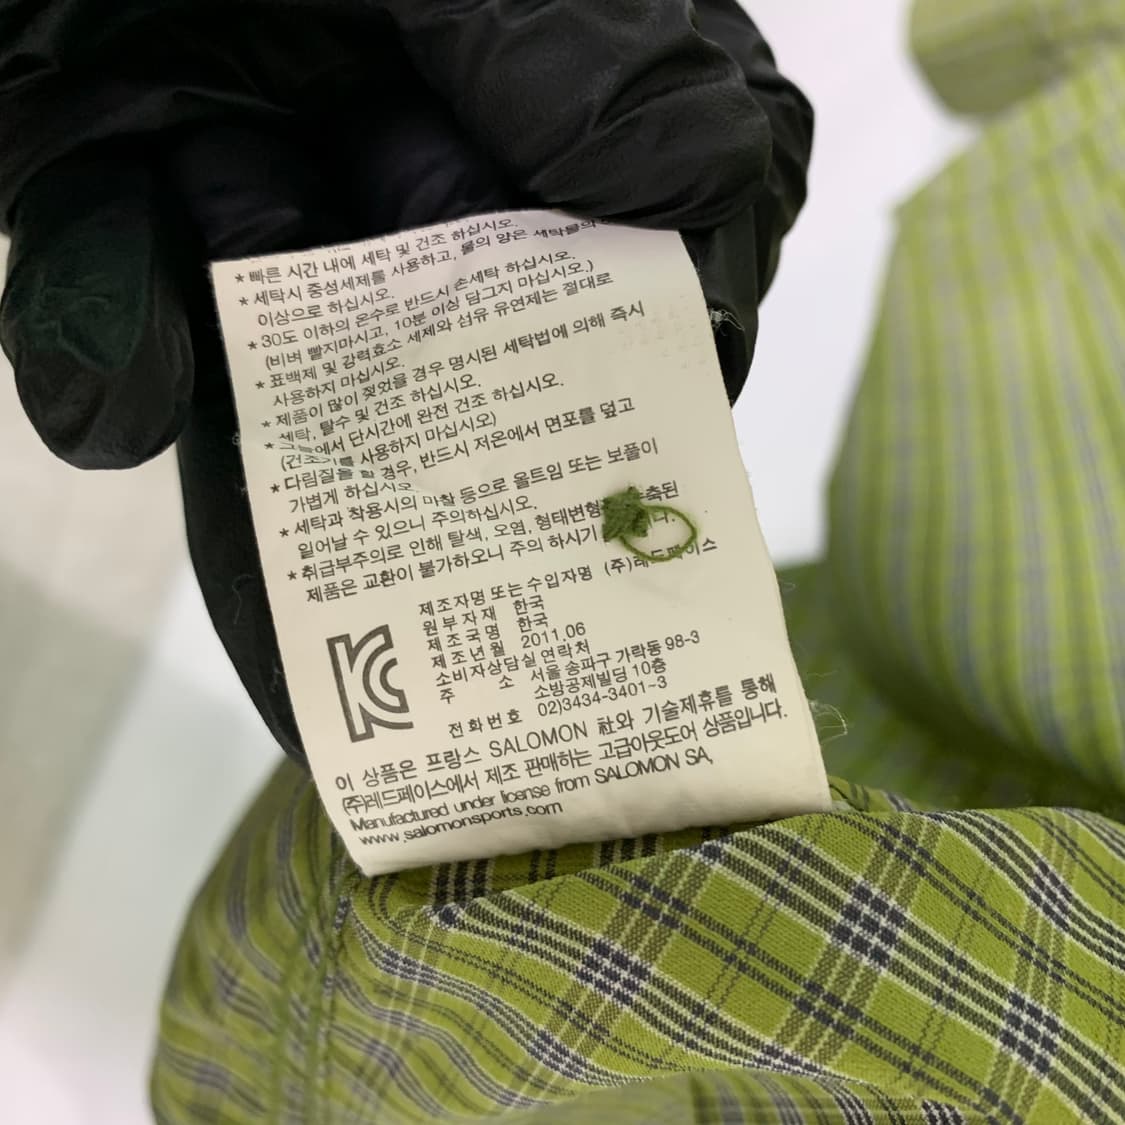 * 빠른 시간 내에 세탁 및 건조 하십시오.
* 세탁시 중성세제를 사용하고, 물의 양은 세탁물의
이상으로 하십시오.
* 30도 이하의 온수로 반드시 손세탁 하십시오.
(비벼 빨지마시고, 10분 이상 담그지 마십시오.)
* 표백제 및 강력효소 세제와 섬유 유연제는 절대로
사용하지 마십시오.
* 제품이 많이 젖었을 경우 명시된 세탁법에 의해 즉시
세탁, 탈수 및 건조 하십시오.
* 그늘에서 단시간에 완전 건조 하십시오.
(건조기를 사용하지 마십시오)
* 다림질을 할 경우, 반드시 저온에서 면포를 덮고
가볍게 하십시오.
* 세탁과 착용시의 마찰 등으로 올트임 또는 보풀이
일어날 수 있으니 주의하십시오.
* 취급부주의로 인해 탈색, 오염, 형태변형 축된
제품은 교환이 불가하오니 주의 하시기
제조자명 또는 수입자명 (주)레드페이스
원부자재 한국
제조국명 한국
제조년월 2011.06
소비자상담실 연락처
주 소 서울 송파구 가락동 98-3
소방공제빌딩 10층
전화번호 02)3434-3401~3
이 상품은 프랑스 SALOMON 社와 기술제휴를 통해
(주)레드페이스에서 제조 판매하는 고급아웃도어 상품입니다.
Manufactured under license from SALOMON SA,
www.salomonsports.com